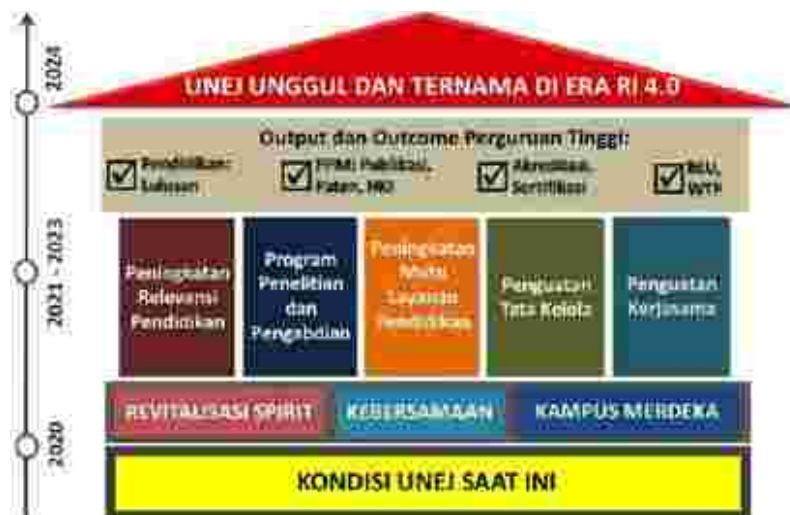 2024
UNEJ UNGGUL DAN TERNAMA DI ERA RI 4.0
Output dan Outcome Perguruan Tinggi:
Pendidikan:
Lulusan
PPM: Publikasi,
Paten, HKI
Akreditasi,
Sertifikasi
BLU,
WTP
2021 - 2023
Peningkatan
Relevansi
Pendidikan
Program
Penelitian
dan
Pengabdian
Peningkatan
Mutu
Layanan
Pendidikan
Penguatan
Tata Kelola
Penguatan
Kerjasama
2020
REVITALISASI SPIRIT
KEBERSAMAAN
KAMPUS MERDEKA
KONDISI UNEJ SAAT INI